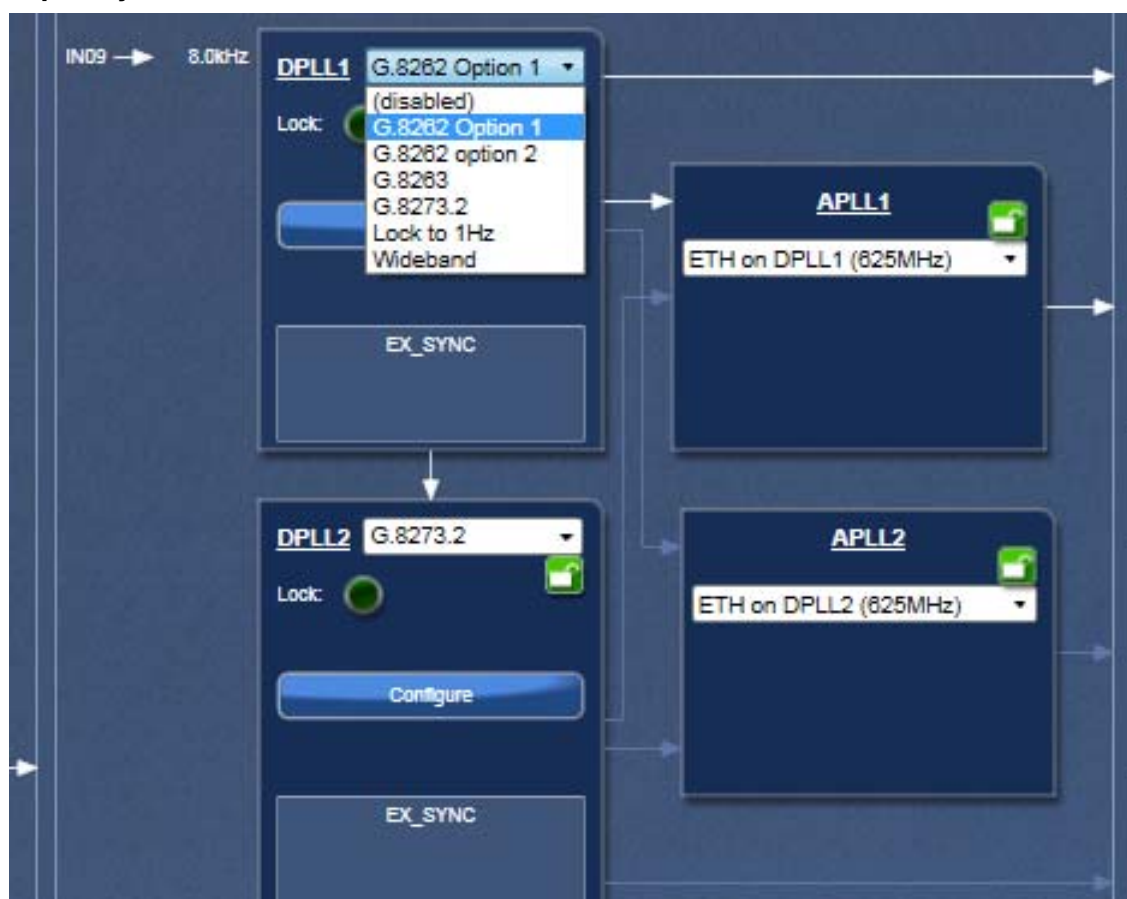 IN09
8.0kHz
DPLL1
G.8262 Option 1
(disabled)
Lock:
G.8262 Option 1
G.8262 option 2
G.8263
G.8273.2
Lock to 1Hz
Wideband
EX_SYNC
APLL1
ETH on DPLL1 (625MHz)
DPLL2
G.8273.2
Lock:
Configure
EX_SYNC
APLL2
ETH on DPLL2 (625MHz)